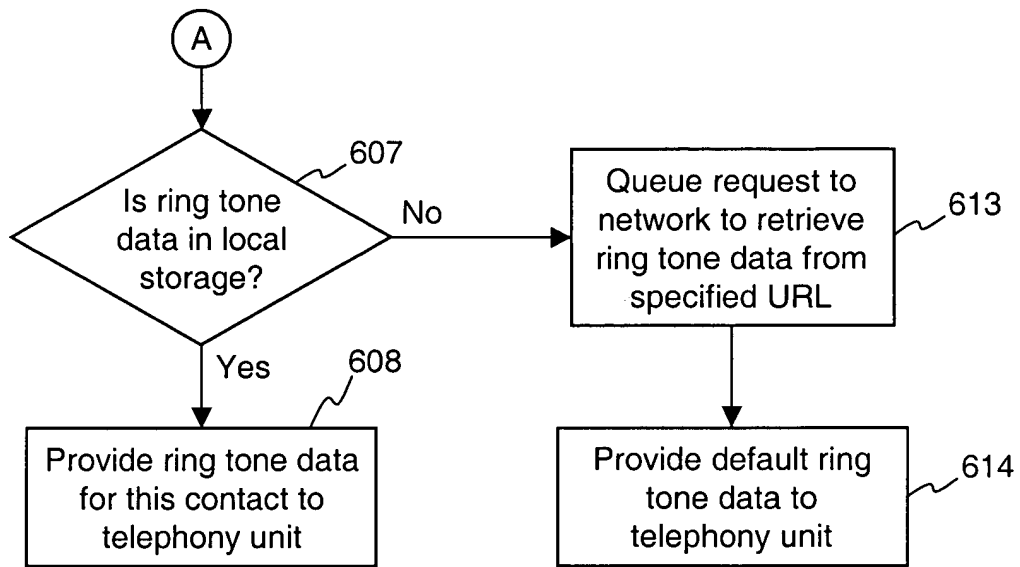 A
607
Is ring tone
data in local
storage?
No
Queue request to
network to retrieve
ring tone data from
specified URL
613
Yes
608
Provide ring tone data
for this contact to
telephony unit
Provide default ring
tone data to
telephony unit
614